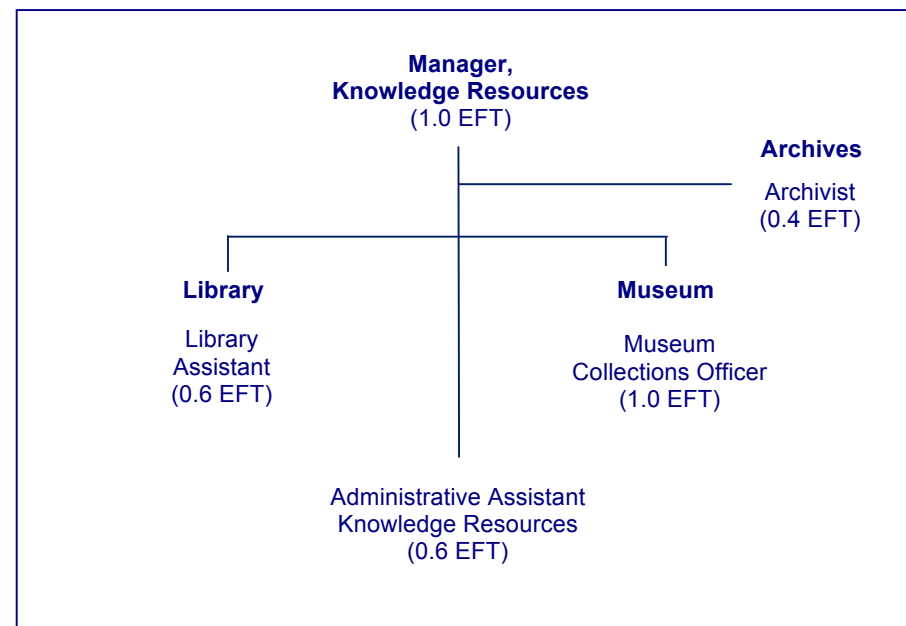 Manager,
Knowledge Resources
(1.0 EFT)
Archives
Archivist
(0.4 EFT)
Library
Library
Assistant
(0.6 EFT)
Museum
Museum
Collections Officer
(1.0 EFT)
Administrative Assistant
Knowledge Resources
(0.6 EFT)